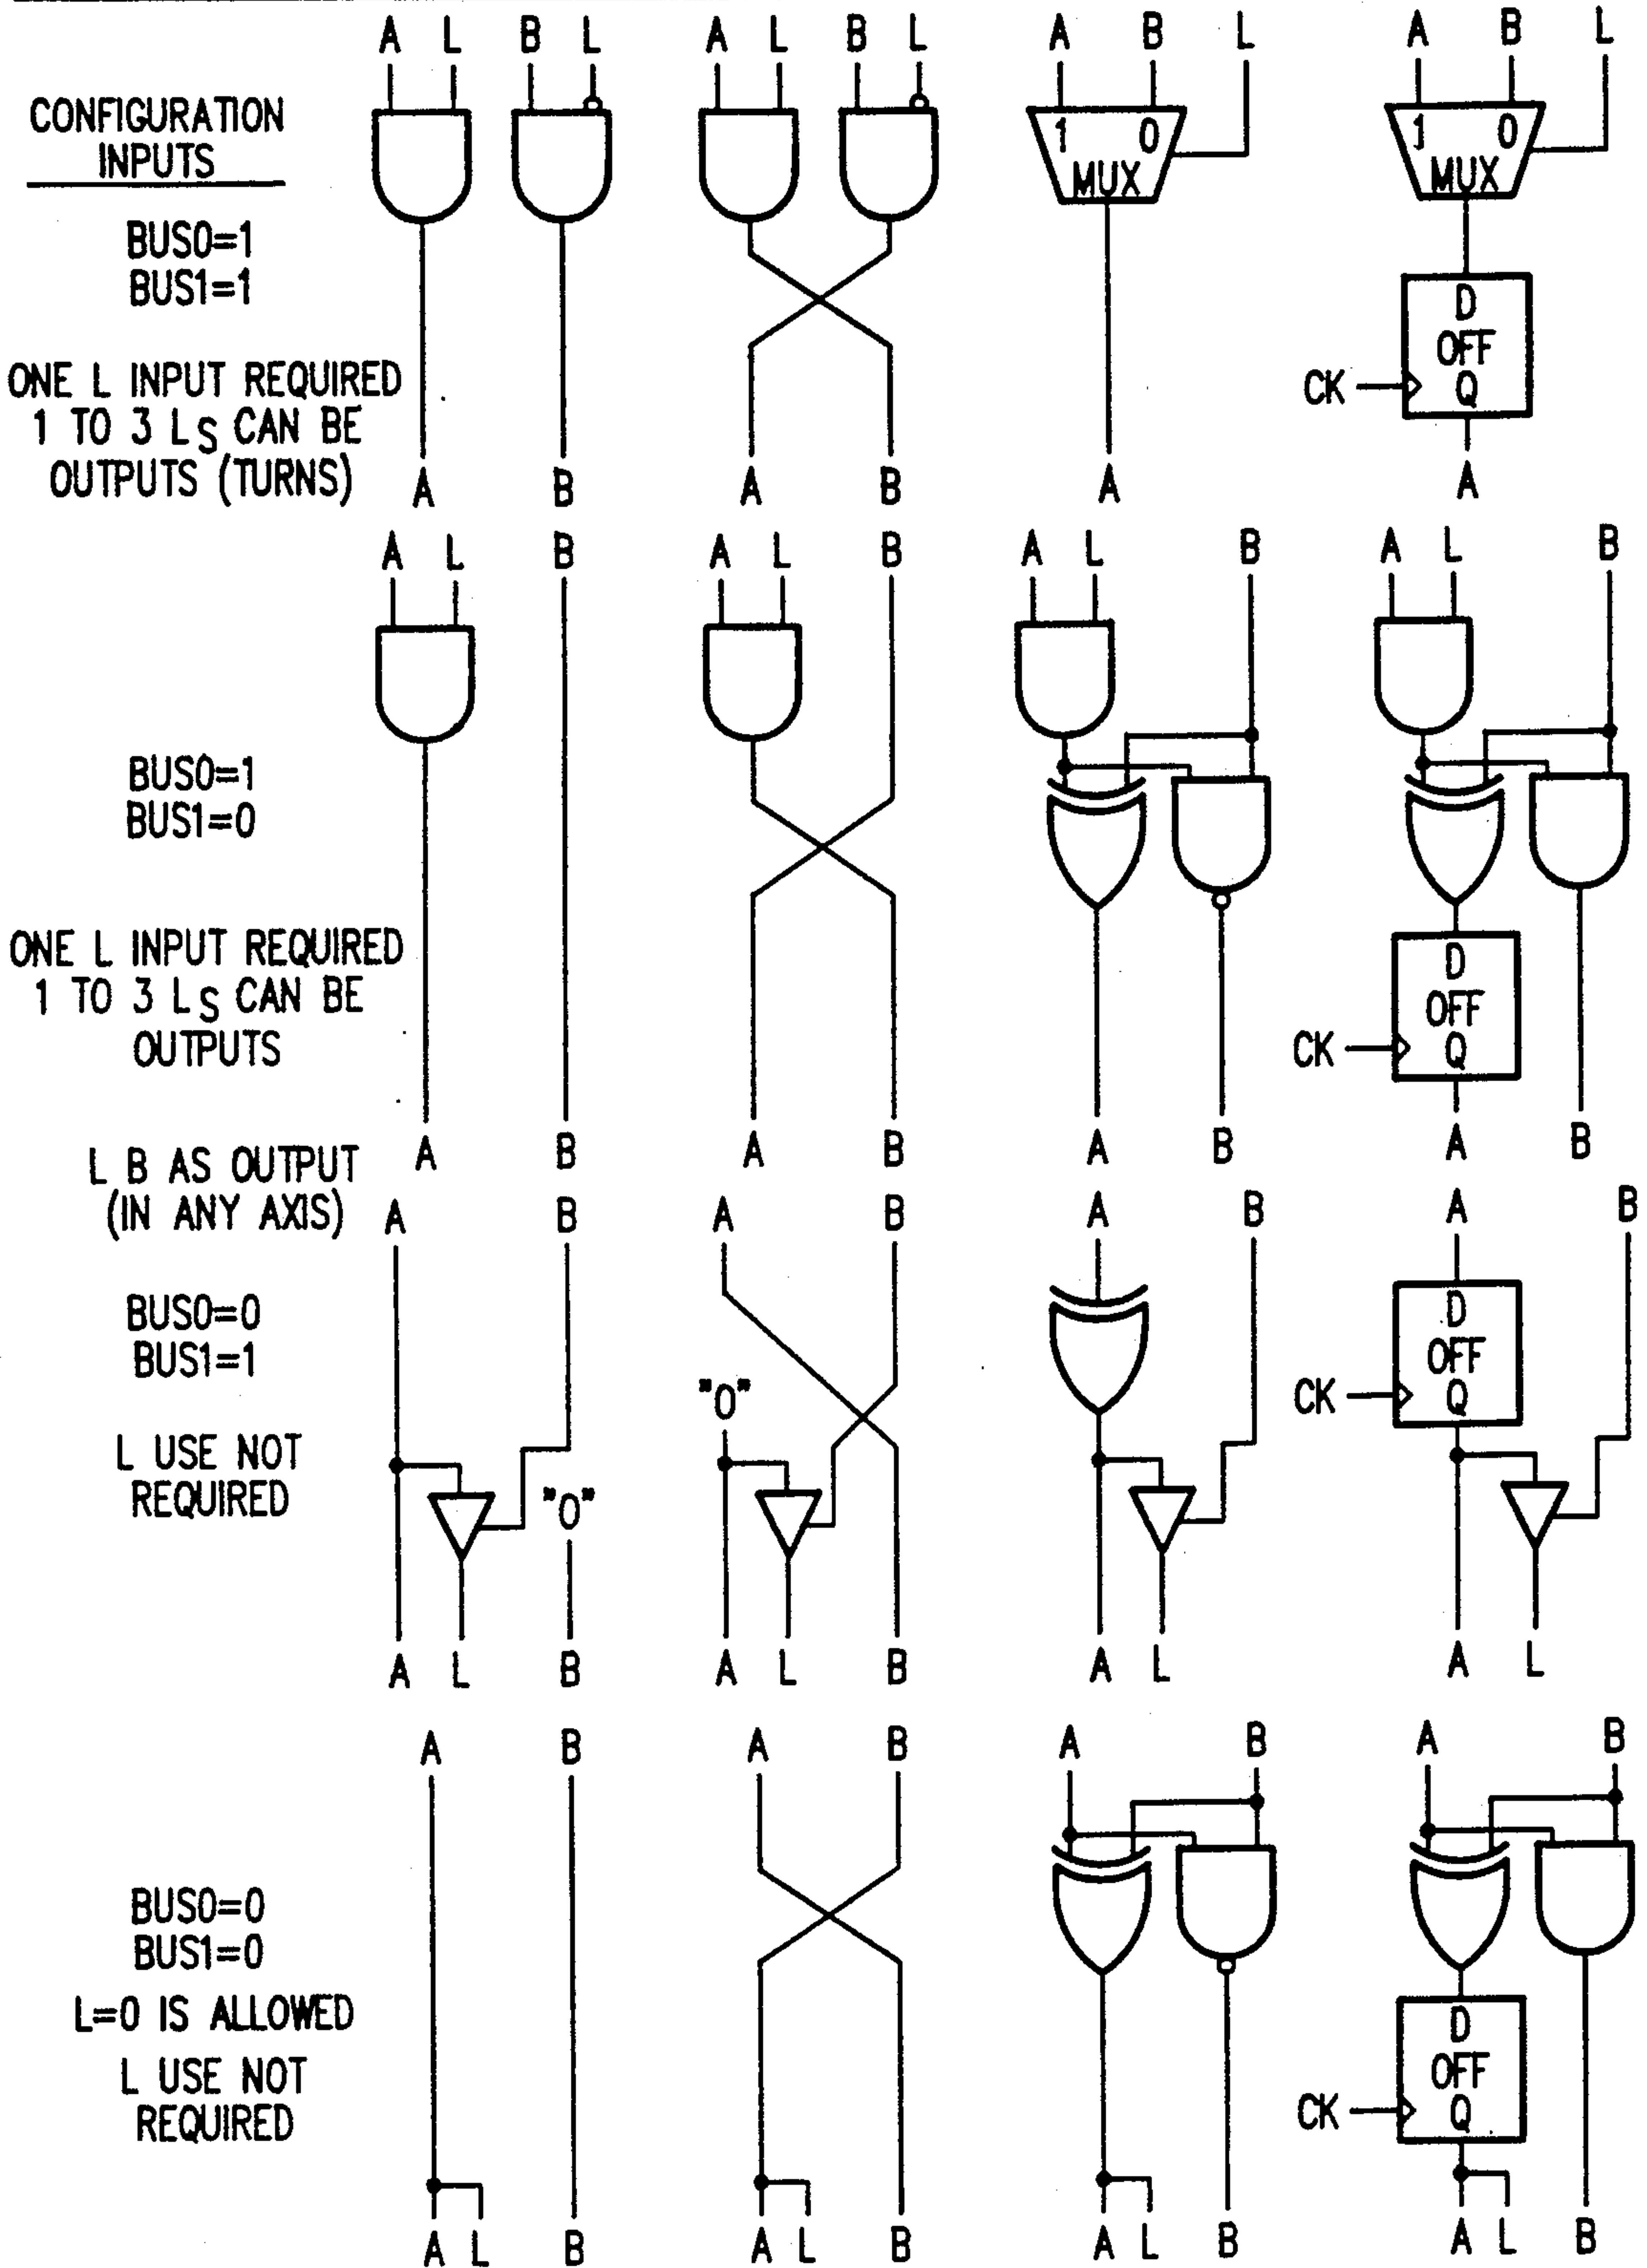 A L B L A L B L A B L A B L
CONFIGURATION
INPUTS
1 0 MUX
1 0 MUX
BUS0=1
BUS1=1
D
OFF
CK Q
ONE L INPUT REQUIRED
1 TO 3 LS CAN BE
OUTPUTS (TURNS)
A B A B A A
A L B A L B A L B A L B
BUS0=1
BUS1=0
ONE L INPUT REQUIRED
1 TO 3 LS CAN BE
OUTPUTS
D
OFF
CK Q
A B A B A B A B
L B AS OUTPUT
(IN ANY AXIS)
A B A B A B A B
BUS0=0
BUS1=1
D
OFF
CK Q
"0"
L USE NOT
REQUIRED
"0"
A L B A L B A L A L
A B A B A B A B
BUS0=0
BUS1=0
L=0 IS ALLOWED
L USE NOT
REQUIRED
D
OFF
CK Q
A L B A L B A L B A L B